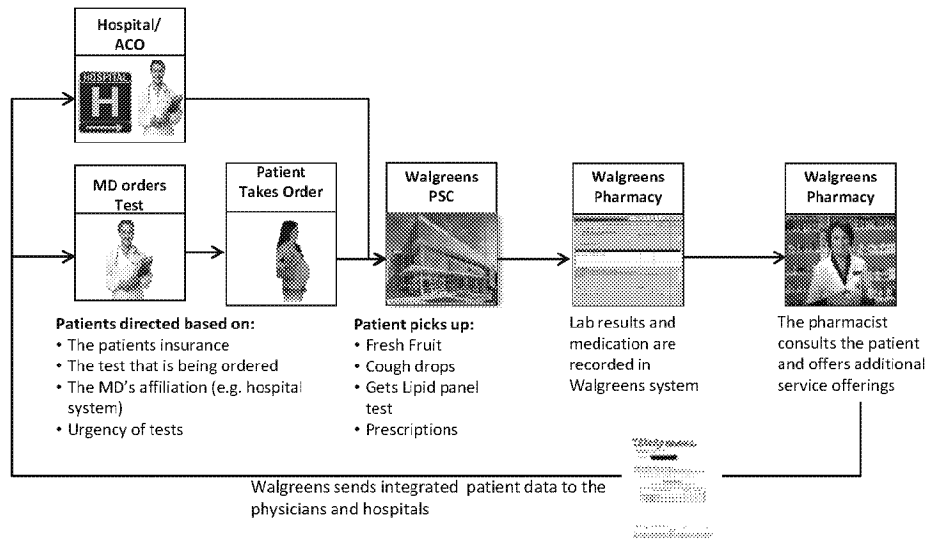 Hospital/
ACO
HOSPITAL
H
MD orders
Test
Patient
Takes Order
Walgreens
PSC
Walgreens
Pharmacy
Walgreens
Pharmacy
Patients directed based on:
• The patients insurance
• The test that is being ordered
• The MD's affiliation (e.g. hospital
system)
• Urgency of tests
Patient picks up:
• Fresh Fruit
• Cough drops
• Gets Lipid panel
test
• Prescriptions
Lab results and
medication are
recorded in
Walgreens system
The pharmacist
consults the patient
and offers additional
service offerings
Walgreens
Walgreens sends integrated patient data to the
physicians and hospitals